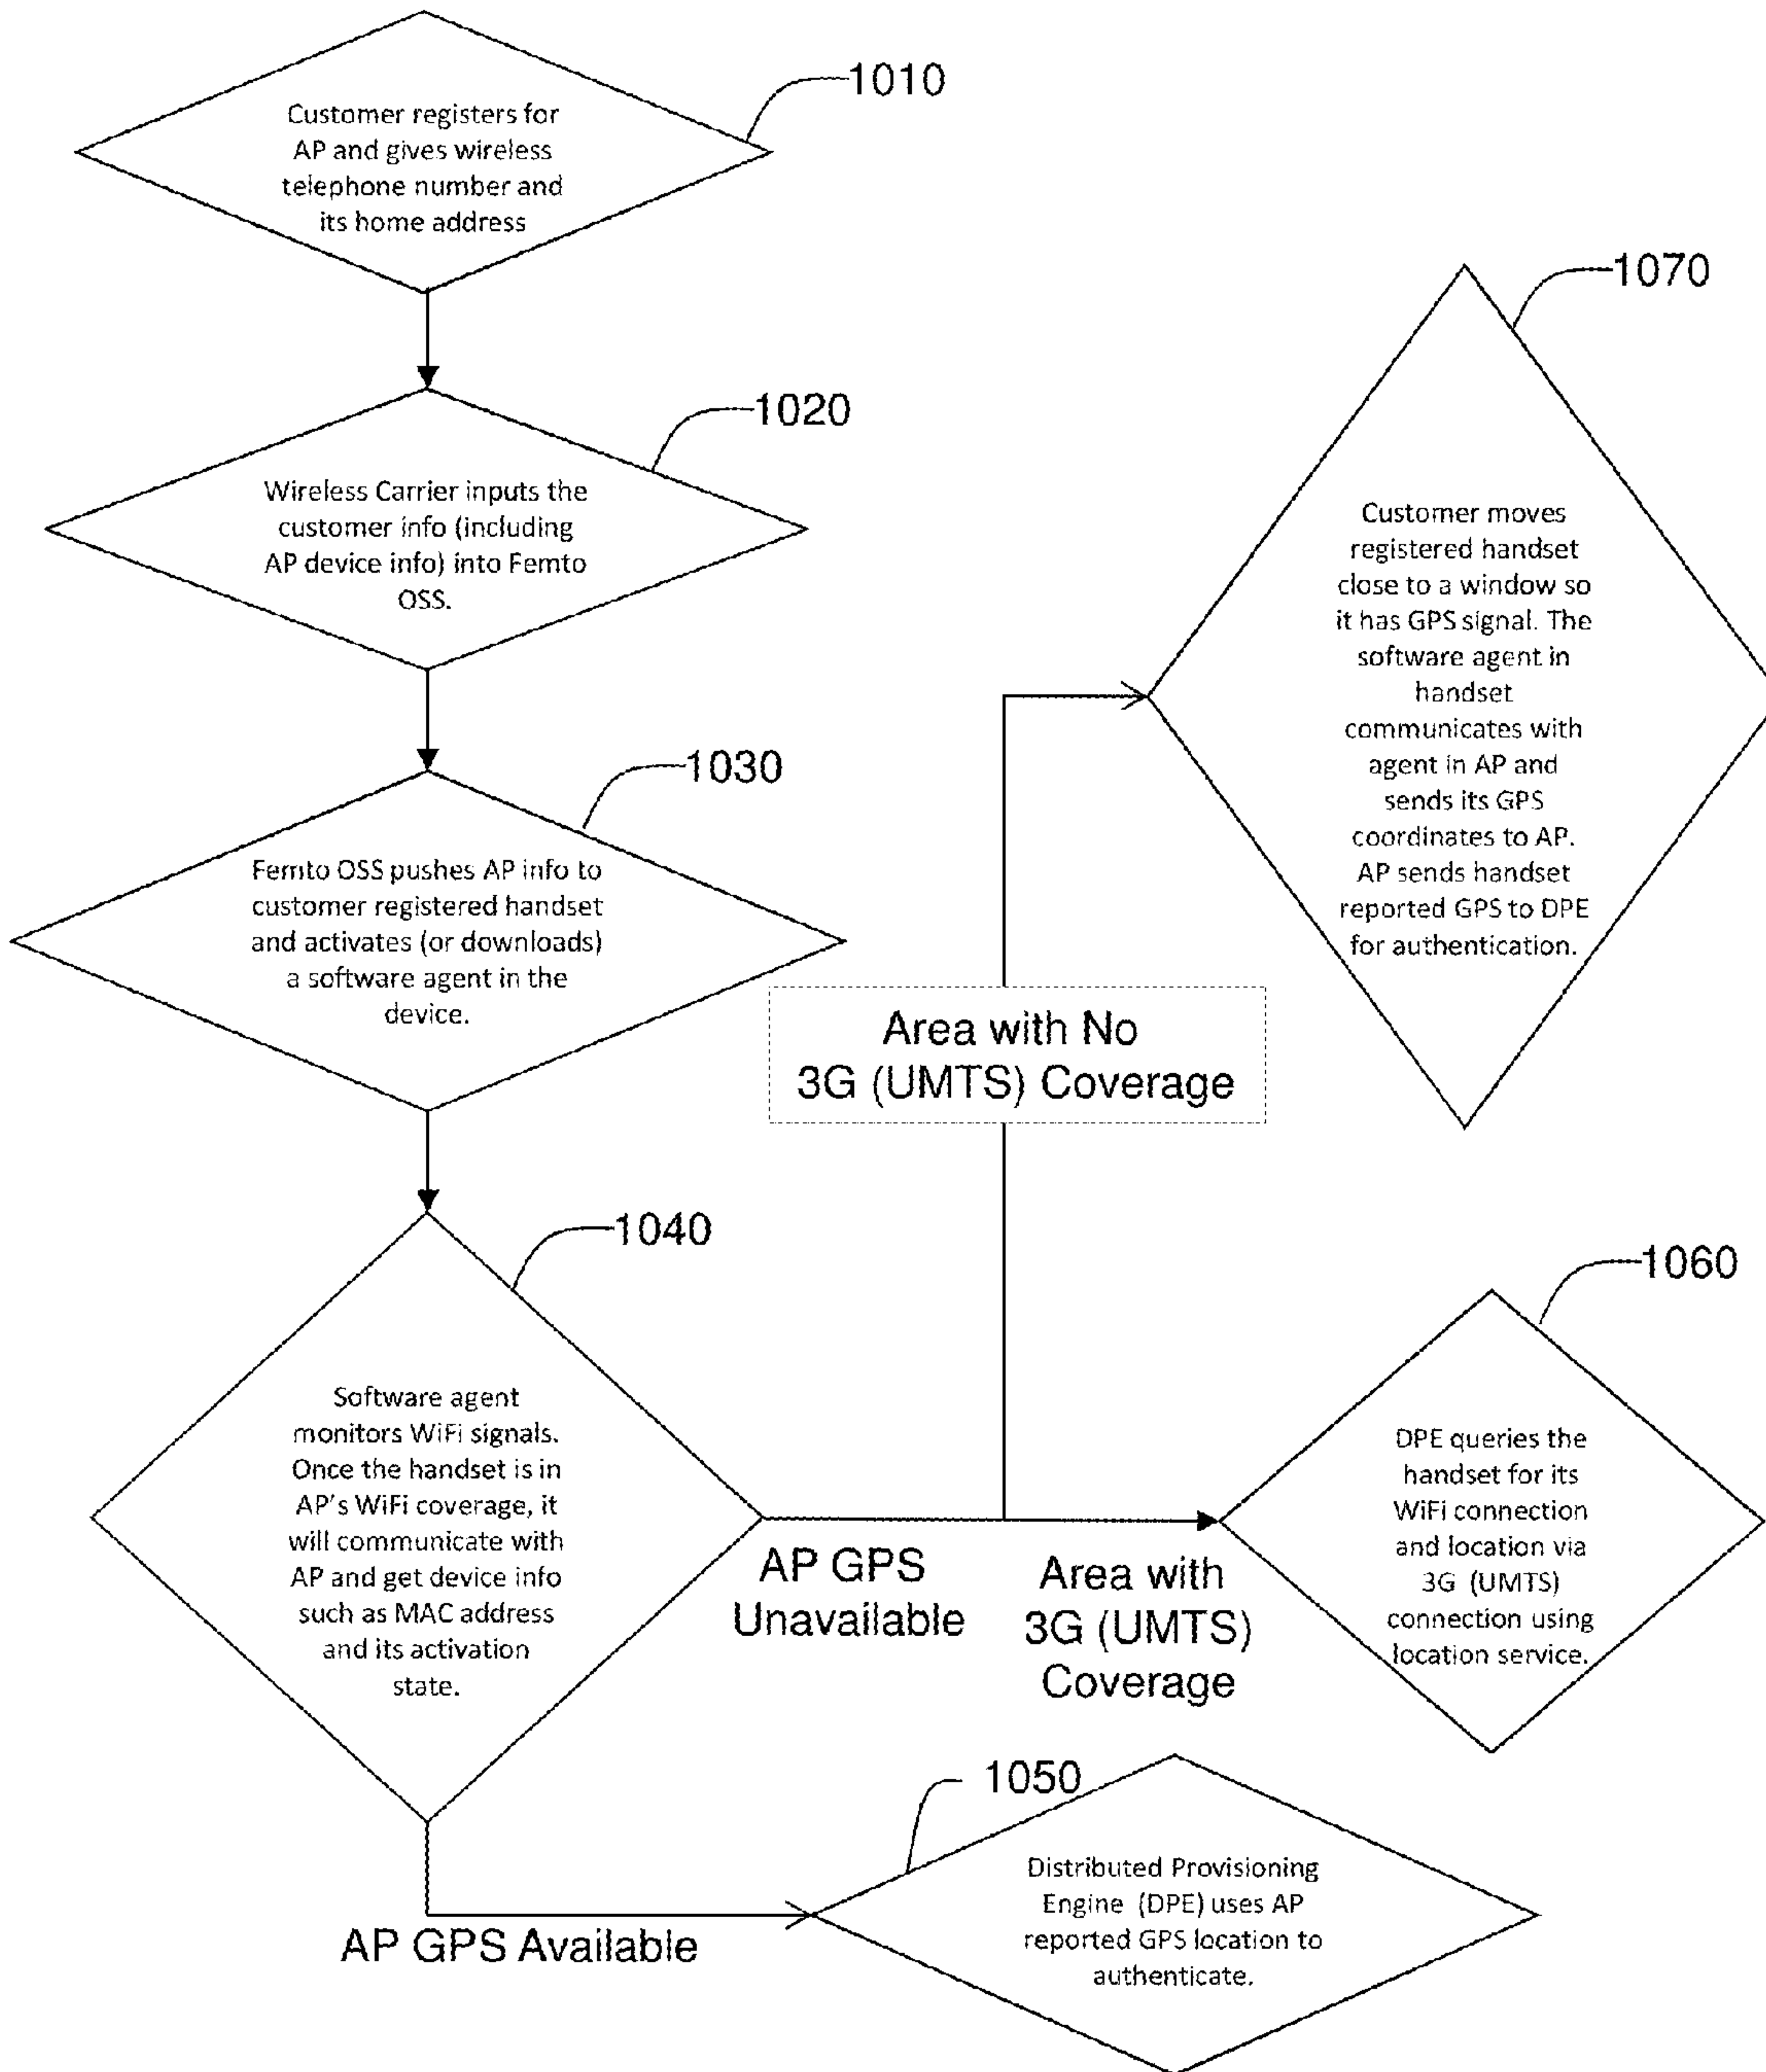 1010
Customer registers for
AP and gives wireless
telephone number and
its home address
1020
Wireless Carrier inputs the
customer info (including
AP device info) into Femto
OSS.
1030
Femto OSS pushes AP info to
customer registered handset
and activates (or downloads)
a software agent in the
device.
1040
Software agent
monitors WiFi signals.
Once the handset is in
AP's WiFi coverage, it
will communicate with
AP and get device info
such as MAC address
and its activation
state.
AP GPS
Unavailable
Area with No
3G (UMTS) Coverage
1070
Customer moves
registered handset
close to a window so
it has GPS signal. The
software agent in
handset
communicates with
agent in AP and
sends its GPS
coordinates to AP.
AP sends handset
reported GPS to DPE
for authentication.
Area with
3G (UMTS)
Coverage
1060
DPE queries the
handset for its
WiFi connection
and location via
3G (UMTS)
connection using
location service.
AP GPS Available
1050
Distributed Provisioning
Engine (DPE) uses AP
reported GPS location to
authenticate.